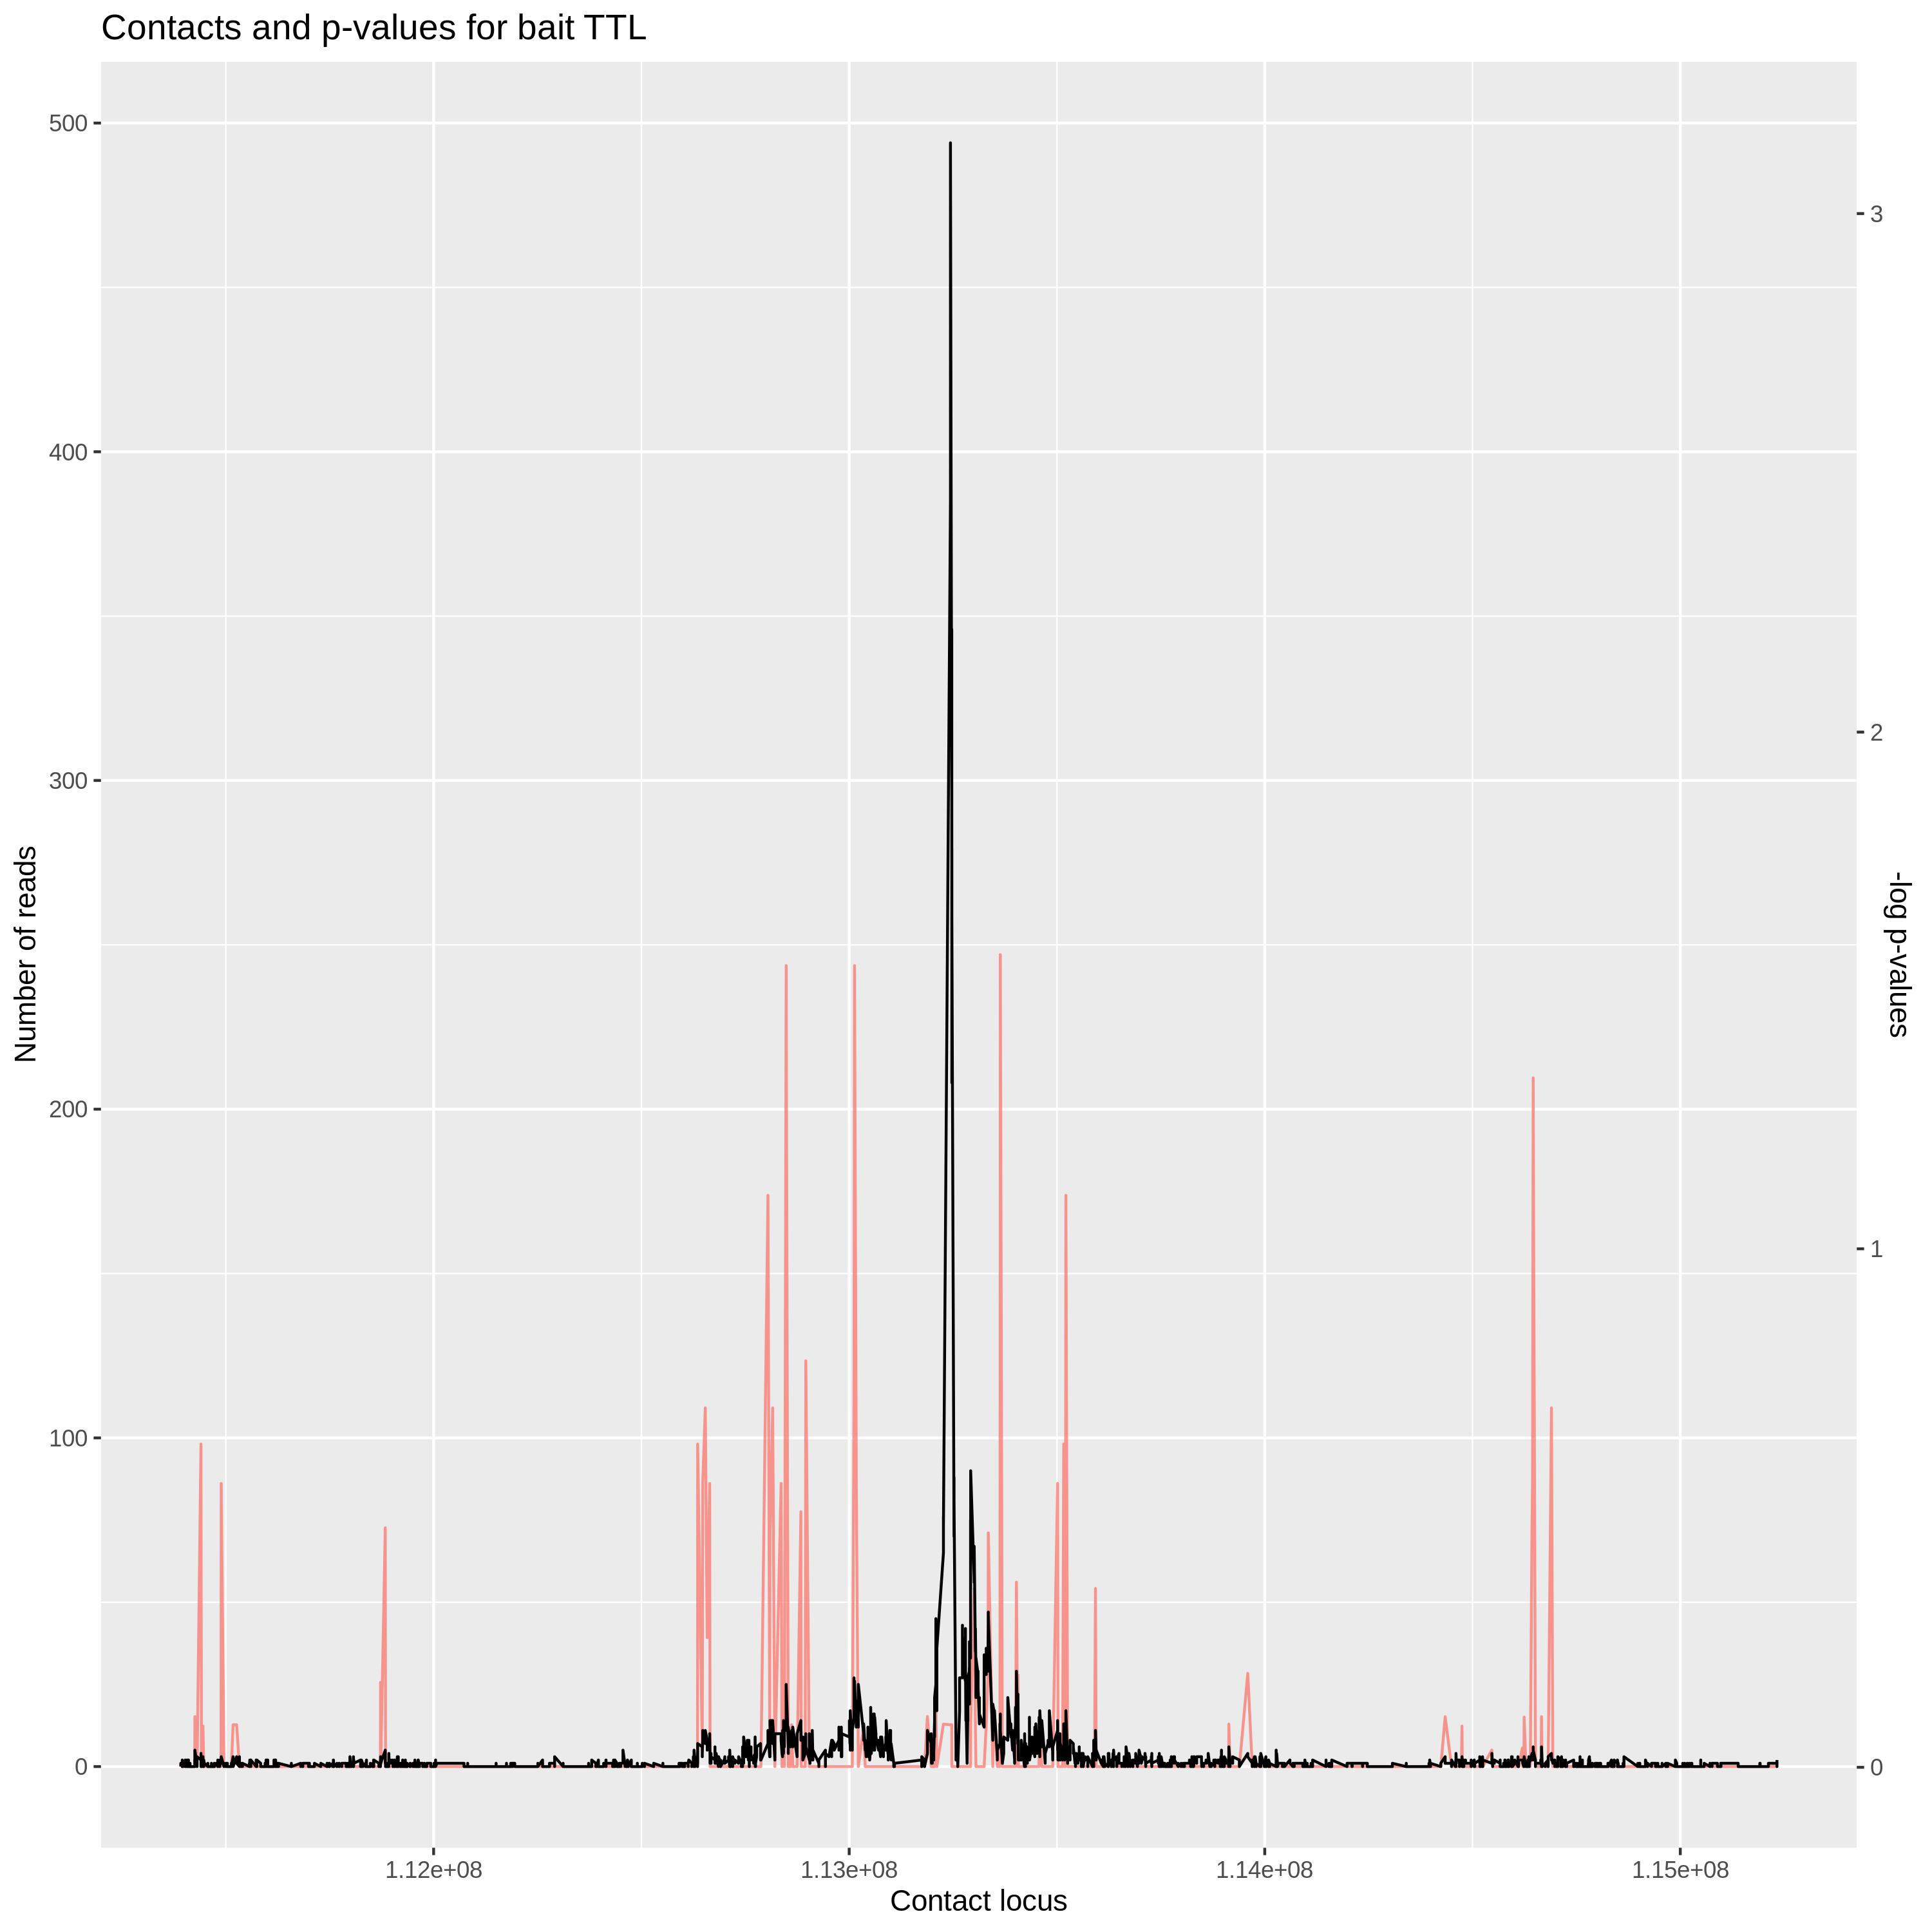 Contacts and p-values for bait TTL
500
400
300
200
100
0
Number of reads
3
2
1
0
-log p-values
1.12e+08
1.13e+08
1.14e+08
1.15e+08
Contact locus